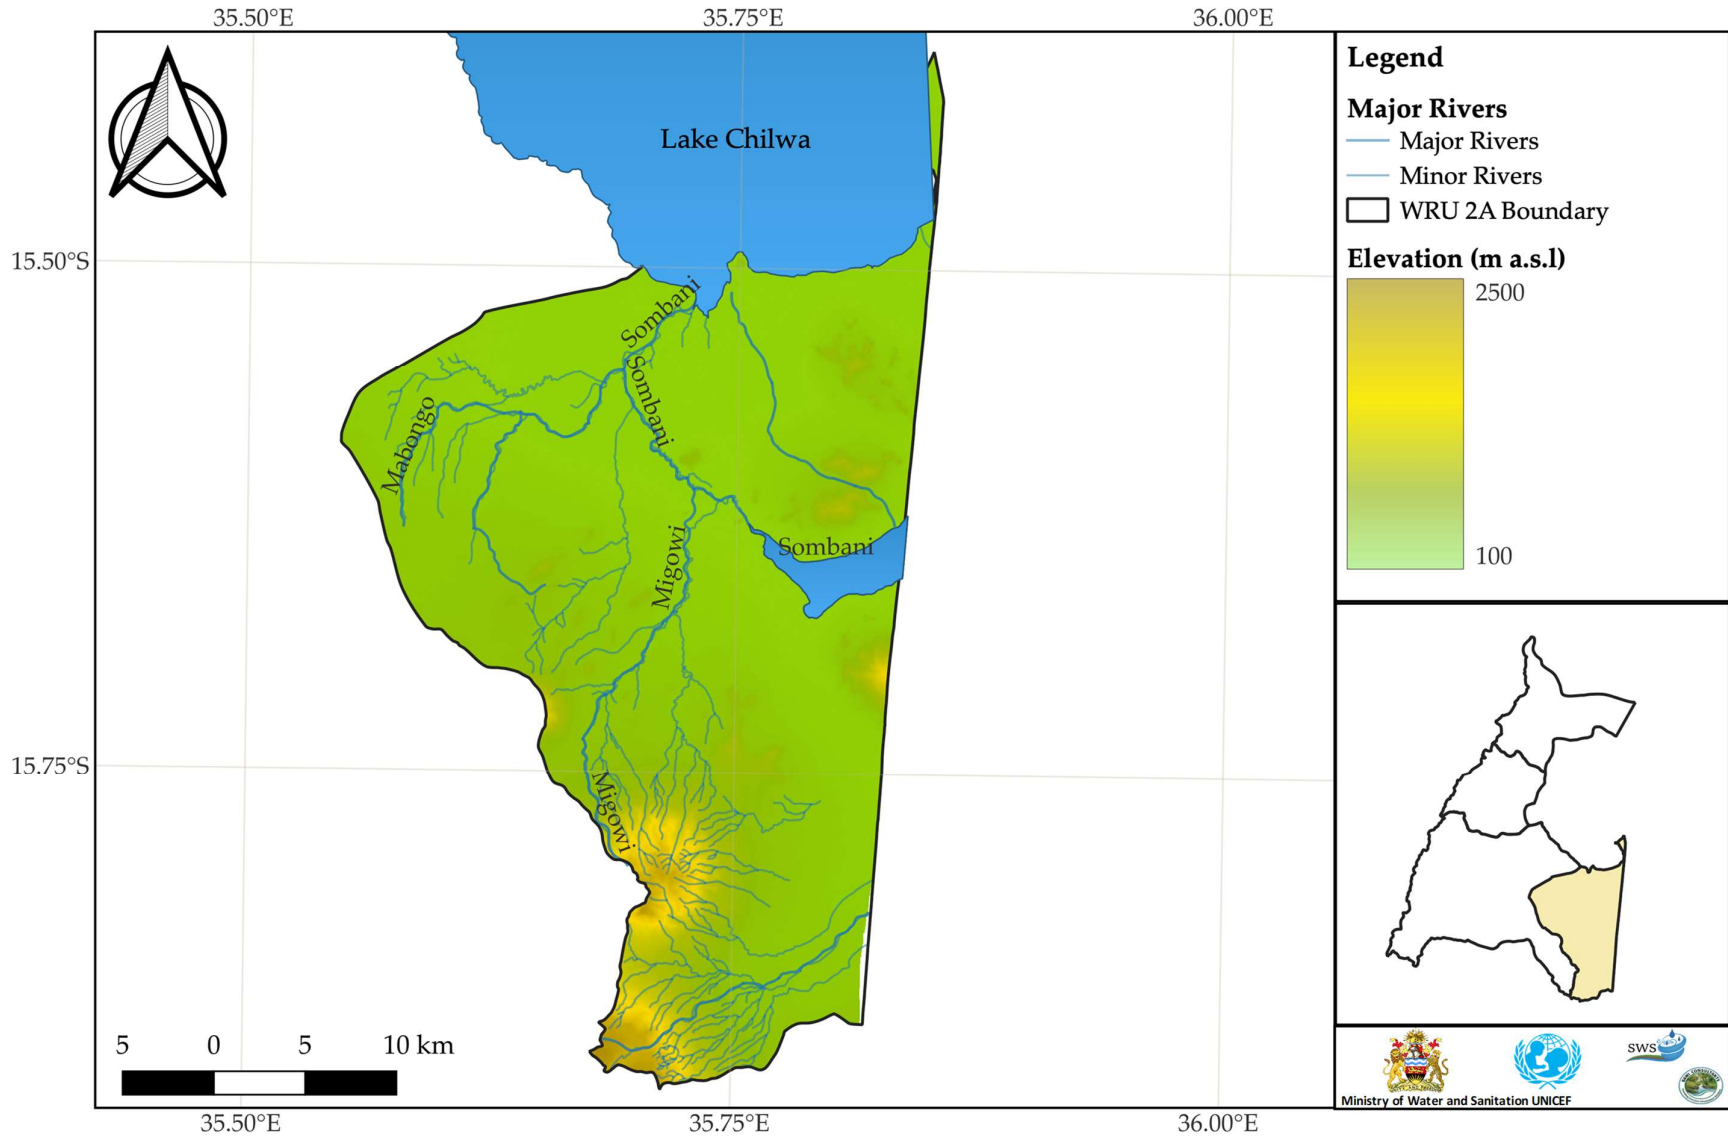 35.50°E
35.75°E
36.00°E
Lake Chilwa
15.50°S
Sombani
Sombani
Mabongo
Migowi
Sombani
15.75°S
Migowi
5 0 5 10 km
35.50°E
35.75°E
36.00°E
Legend
Major Rivers
Major Rivers
Minor Rivers
WRU 2A Boundary
Elevation (m a.s.l)
2500
100
SWS
Ministry of Water and Sanitation UNICEF